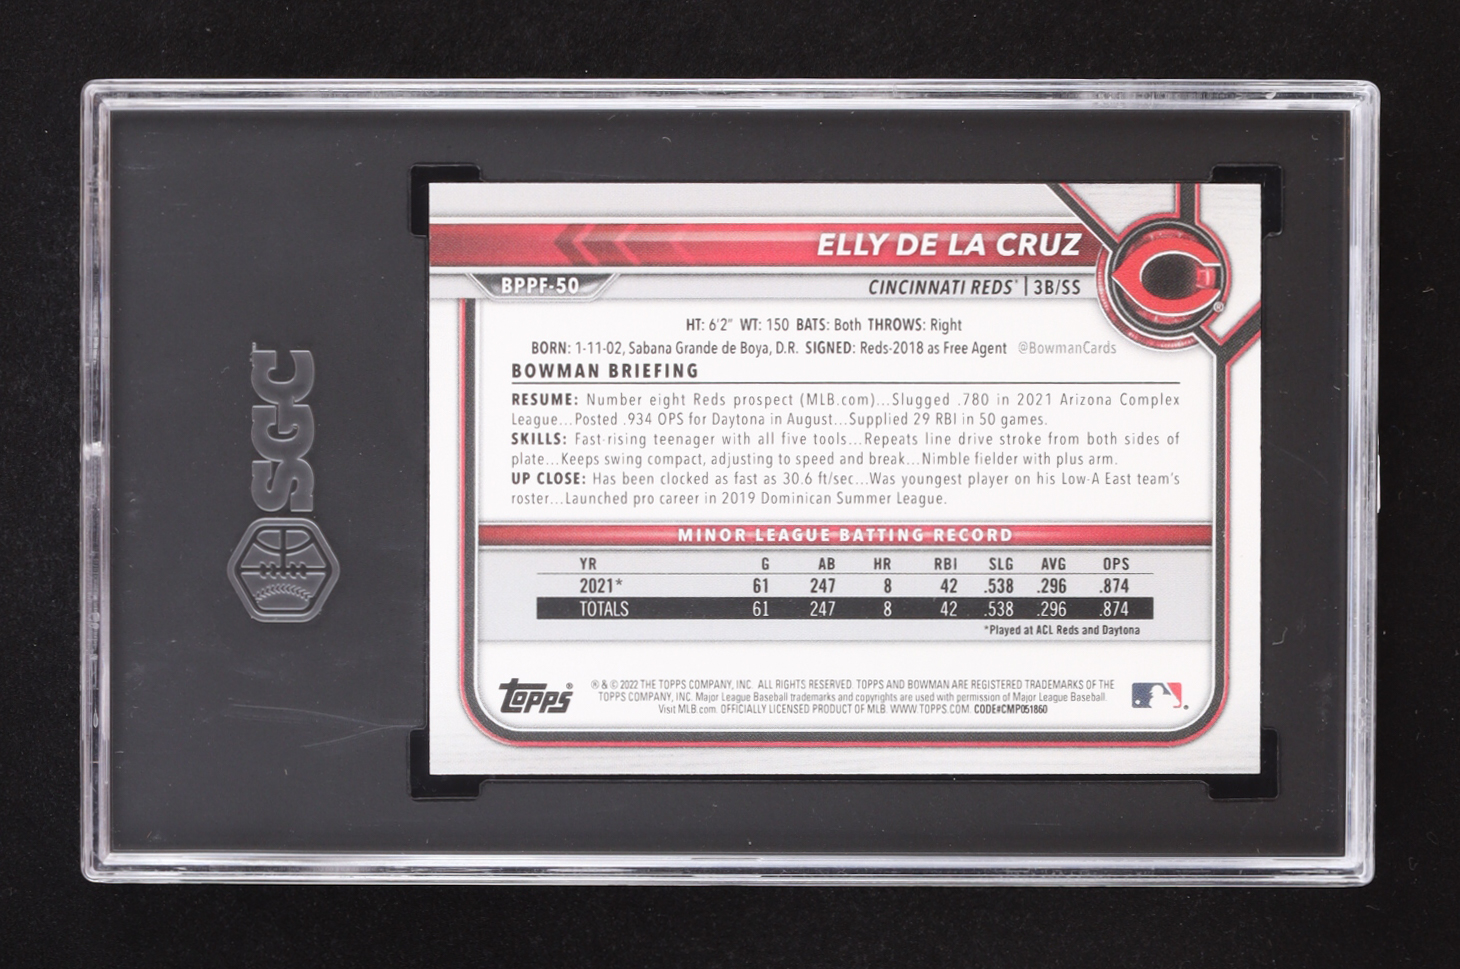 SGC
ELLY DE LA CRUZ
BPPF-50
CINCINNATI REDS® | 3B/SS
C
®
HT: 6'2" WT: 150 BATS: Both THROWS: Right
BORN: 1-11-02, Sabana Grande de Boya, D.R. SIGNED: Reds-2018 as Free Agent @BowmanCards
BOWMAN BRIEFING
RESUME: Number eight Reds prospect (MLB.com)...Slugged .780 in 2021 Arizona Complex
League...Posted .934 OPS for Daytona in August...Supplied 29 RBI in 50 games.
SKILLS: Fast-rising teenager with all five tools...Repeats line drive stroke from both sides of
plate...Keeps swing compact, adjusting to speed and break...Nimble fielder with plus arm.
UP CLOSE: Has been clocked as fast as 30.6 ft/sec...Was youngest player on his Low-A East team's
roster...Launched pro career in 2019 Dominican Summer League.
MINOR LEAGUE BATTING RECORD
YR G AB HR RBI SLG AVG OPS
2021* 61 247 8 42 .538 .296 .874
TOTALS 61 247 8 42 .538 .296 .874
*Played at ACL Reds and Daytona
topps®
® & © 2022 THE TOPPS COMPANY, INC. ALL RIGHTS RESERVED. TOPPS AND BOWMAN ARE REGISTERED TRADEMARKS OF THE
TOPPS COMPANY, INC. Major League Baseball trademarks and copyrights are used with permission of Major League Baseball.
Visit MLB.com. OFFICIALLY LICENSED PRODUCT OF MLB. WWW.TOPPS.COM. CODE#CMP051860